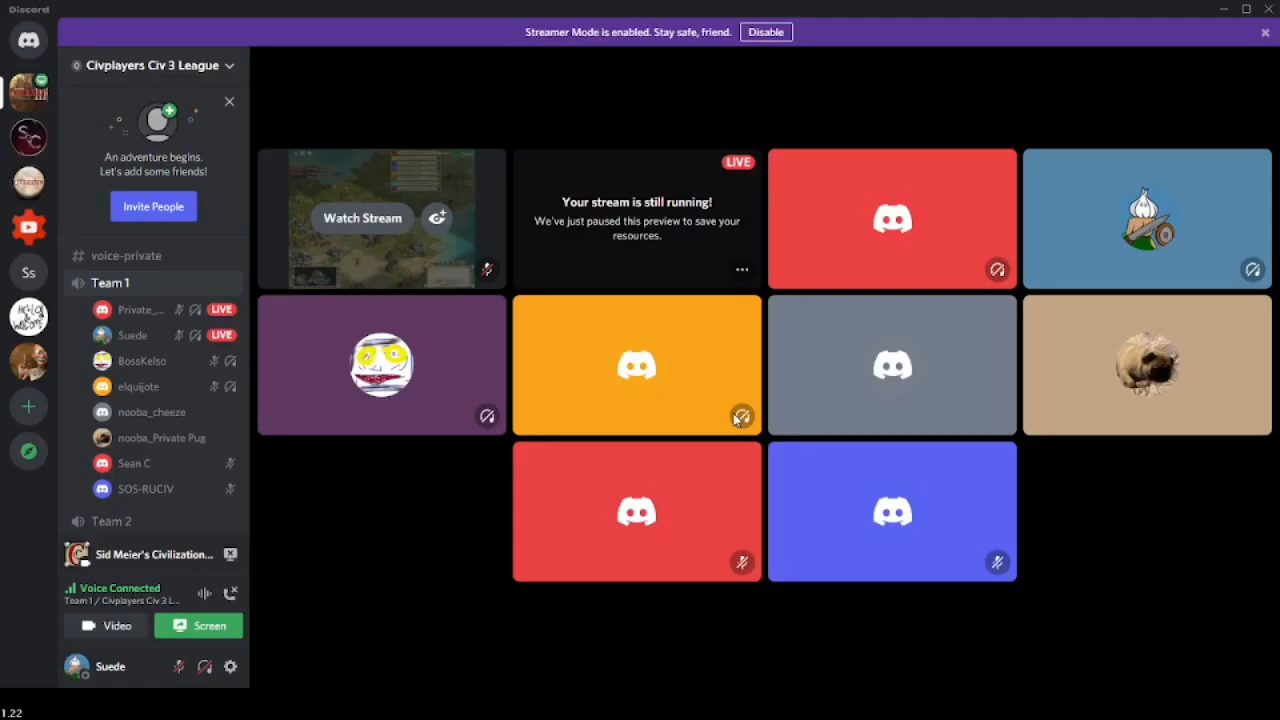 Discord
Streamer Mode is enabled. Stay safe, friend.
Disable
Civplayers Civ 3 League
An adventure begins.
Let's add some friends!
Invite People
voice-private
Team 1
Private_...
LIVE
Suede
LIVE
BossKelso
elquijote
nooba_cheeze
nooba_Private Pug
Sean C
SOS-RUCIV
Team 2
Sid Meier's Civilization...
Voice Connected
Team 1 / Civplayers Civ 3 L...
Video
Screen
Suede
Ss
Watch Stream
LIVE
Your stream is still running!
We've just paused this preview to save your
resources.
1.22